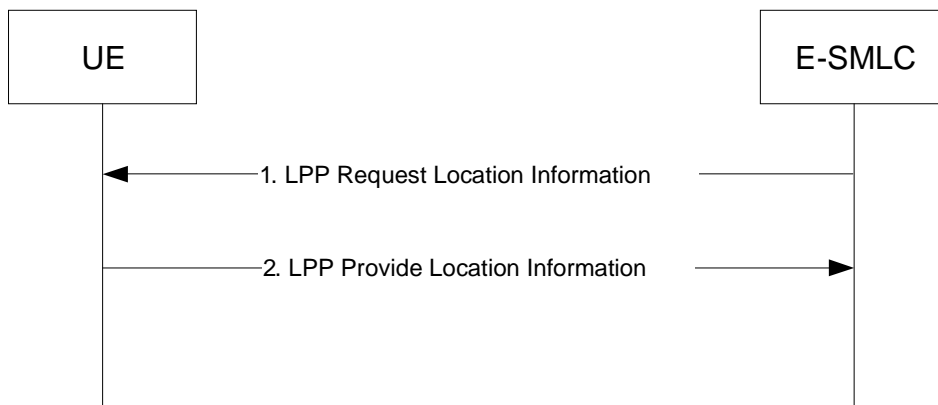 UE
E-SMLC
1. LPP Request Location Information
2. LPP Provide Location Information